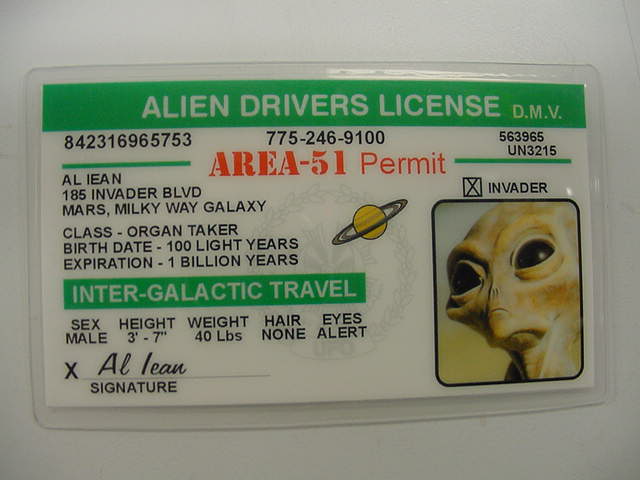 ALIEN DRIVERS LICENSE D.M.V.
842316965753 775-246-9100 563965
UN3215
AREA-51 Permit
AL IEAN
185 INVADER BLVD
MARS, MILKY WAY GALAXY
X INVADER
CLASS - ORGAN TAKER
BIRTH DATE - 100 LIGHT YEARS
EXPIRATION - 1 BILLION YEARS
INTER-GALACTIC TRAVEL
SEX HEIGHT WEIGHT HAIR EYES
MALE 3' - 7" 40 Lbs NONE ALERT
X Al Iean
SIGNATURE